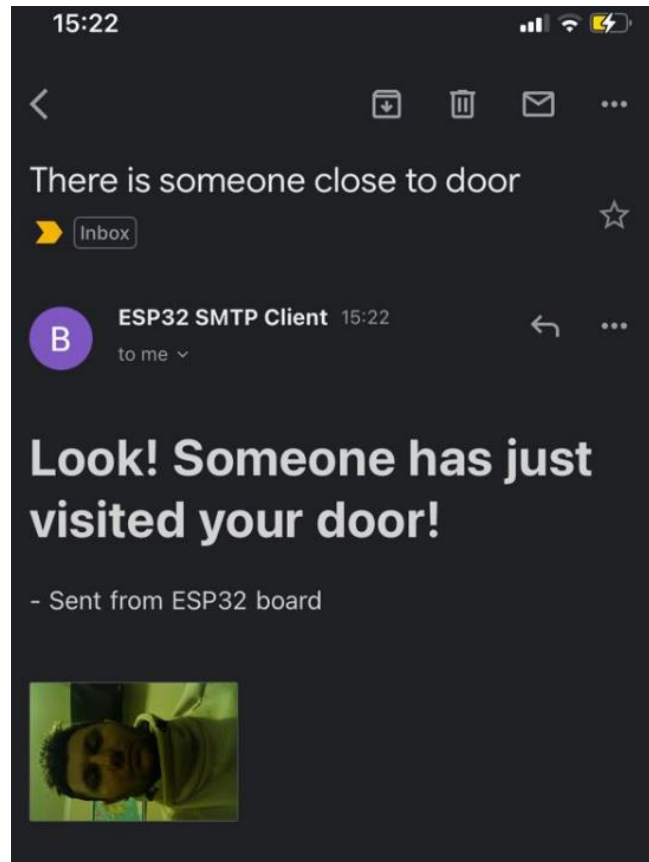 15:22
There is someone close to door
Inbox
B
ESP32 SMTP Client 15:22
to me
Look! Someone has just
visited your door!
- Sent from ESP32 board